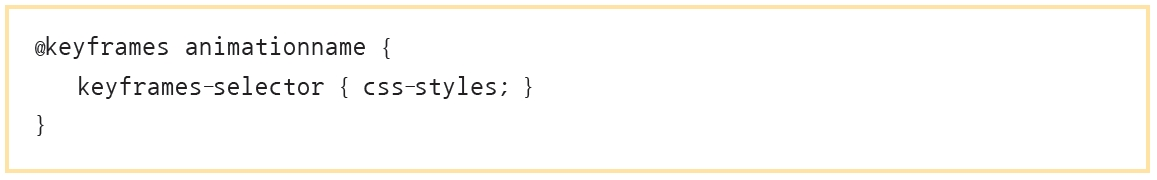 @keyframes animationname {
keyframes-selector { css-styles; }
}